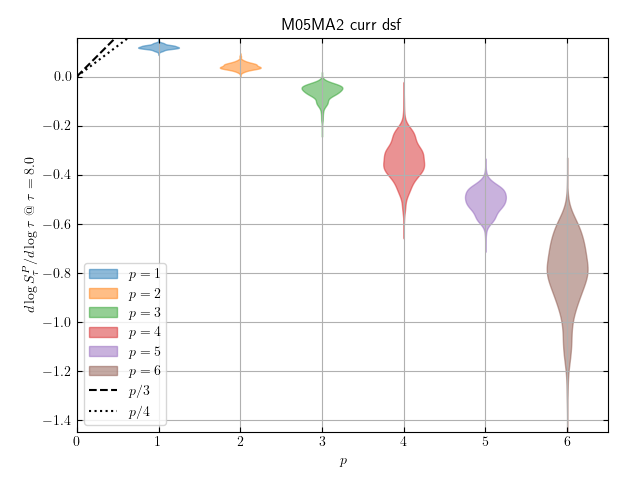 M05MA2 curr dsf
d log S_τ^P / d log τ @ τ = 8.0
0.0
−0.2
−0.4
−0.6
−0.8
−1.0
−1.2
−1.4
p = 1
p = 2
p = 3
p = 4
p = 5
p = 6
p/3
p/4
0 1 2 3 4 5 6
p